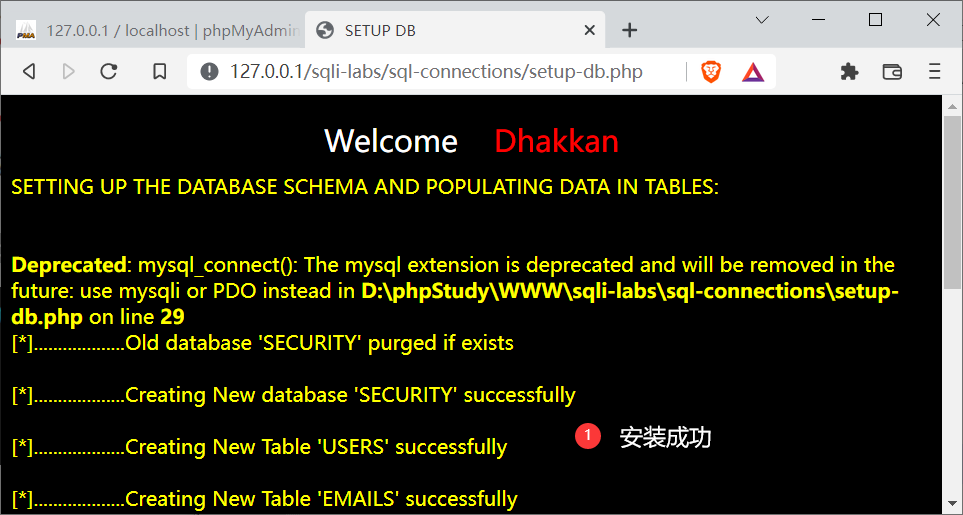 127.0.0.1 / localhost | phpMyAdmin
SETUP DB
127.0.0.1/sqli-labs/sql-connections/setup-db.php
Welcome Dhakkan
SETTING UP THE DATABASE SCHEMA AND POPULATING DATA IN TABLES:
Deprecated: mysql_connect(): The mysql extension is deprecated and will be removed in the
future: use mysqli or PDO instead in D:\phpStudy\WWW\sqli-labs\sql-connections\setup-
db.php on line 29
[*]...................Old database 'SECURITY' purged if exists
[*]...................Creating New database 'SECURITY' successfully
[*]...................Creating New Table 'USERS' successfully
1 安装成功
[*]...................Creating New Table 'EMAILS' successfully